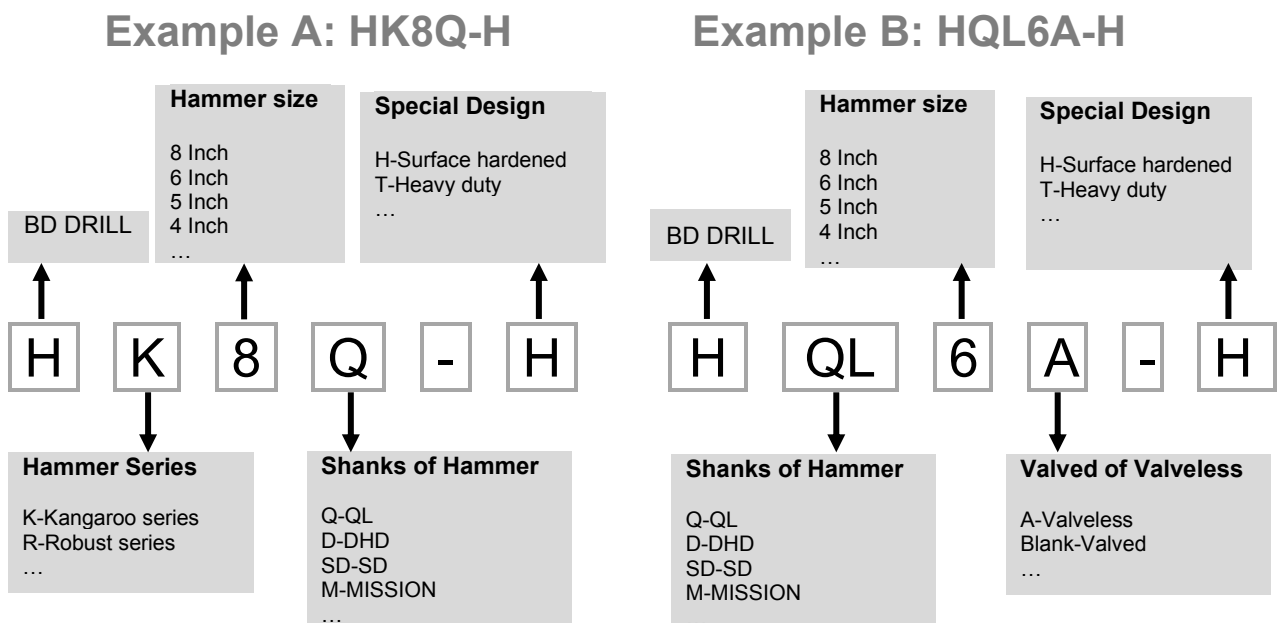 Example A: HK8Q-H
Hammer size
8 Inch
6 Inch
5 Inch
4 Inch
…
Special Design
H-Surface hardened
T-Heavy duty
…
BD DRILL
H K 8 Q - H
Hammer Series
K-Kangaroo series
R-Robust series
…
Shanks of Hammer
Q-QL
D-DHD
SD-SD
M-MISSION
…
Example B: HQL6A-H
Hammer size
8 Inch
6 Inch
5 Inch
4 Inch
…
Special Design
H-Surface hardened
T-Heavy duty
…
BD DRILL
H QL 6 A - H
Shanks of Hammer
Q-QL
D-DHD
SD-SD
M-MISSION
Valved of Valveless
A-Valveless
Blank-Valved
…